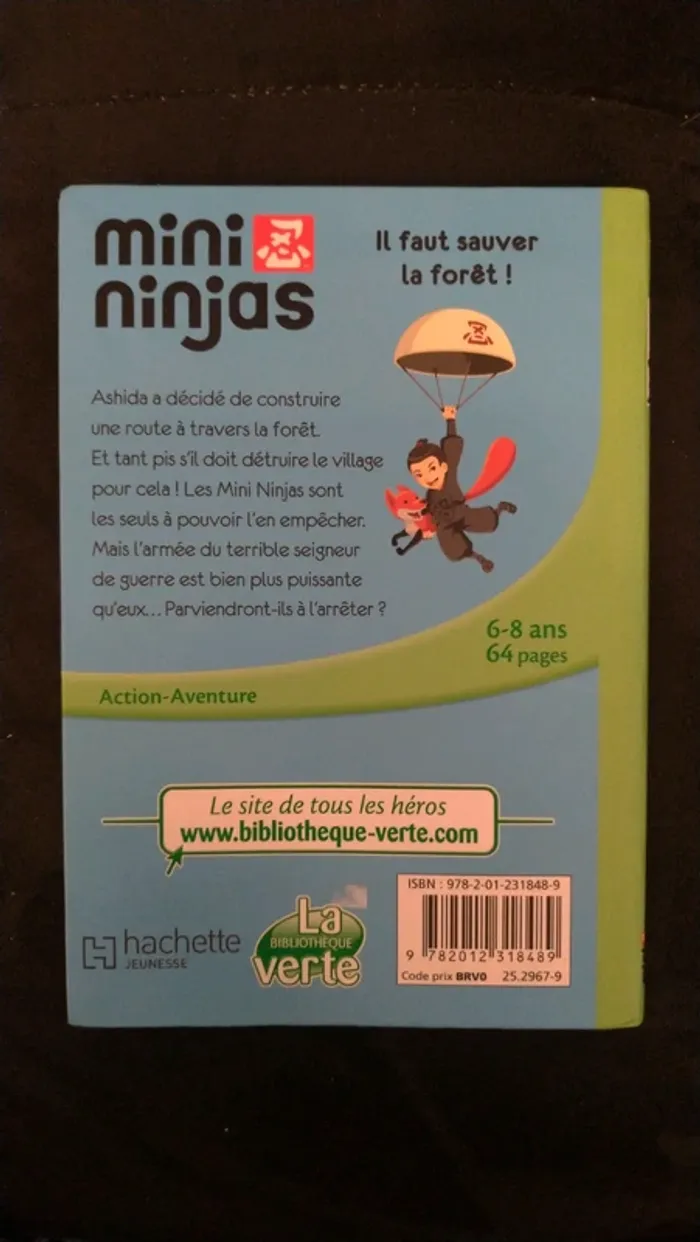 mini
ninjas
Il faut sauver
la forêt !
Ashida a décidé de construire
une route à travers la forêt.
Et tant pis s'il doit détruire le village
pour cela ! Les Mini Ninjas sont
les seuls à pouvoir l'en empêcher.
Mais l'armée du terrible seigneur
de guerre est bien plus puissante
qu'eux... Parviendront-ils à l'arrêter ?
6-8 ans
64 pages
Action-Aventure
Le site de tous les héros
www.bibliotheque-verte.com
hachette
JEUNESSE
La
BIBLIOTHÈQUE
verte
ISBN : 978-2-01-231848-9
9 782012 318489
Code prix BRV0 25.2967-9